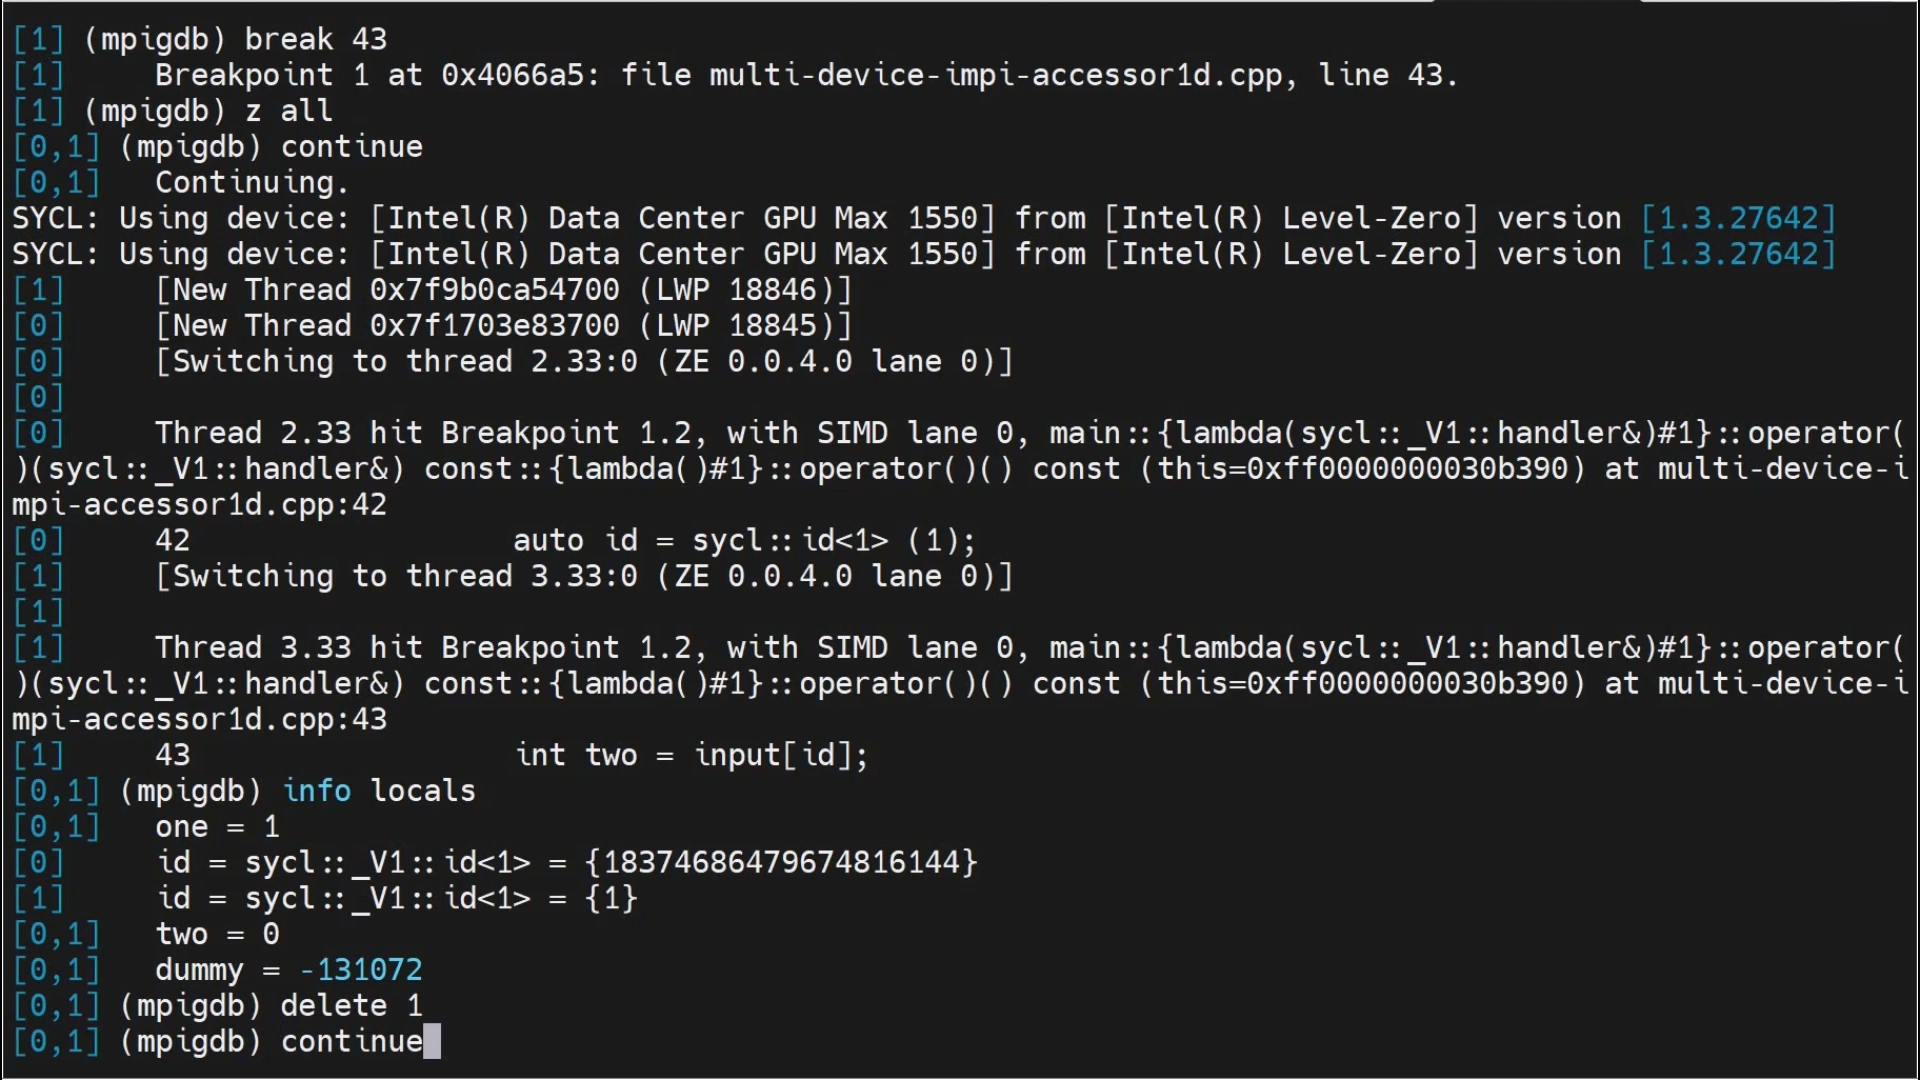 [1] (mpigdb) break 43
[1]     Breakpoint 1 at 0x4066a5: file multi-device-impi-accessor1d.cpp, line 43.
[1] (mpigdb) z all
[0,1] (mpigdb) continue
[0,1]   Continuing.
SYCL: Using device: [Intel(R) Data Center GPU Max 1550] from [Intel(R) Level-Zero] version [1.3.27642]
SYCL: Using device: [Intel(R) Data Center GPU Max 1550] from [Intel(R) Level-Zero] version [1.3.27642]
[1]     [New Thread 0x7f9b0ca54700 (LWP 18846)]
[0]     [New Thread 0x7f1703e83700 (LWP 18845)]
[0]     [Switching to thread 2.33:0 (ZE 0.0.4.0 lane 0)]
[0]
[0]     Thread 2.33 hit Breakpoint 1.2, with SIMD lane 0, main::{lambda(sycl::_V1::handler&)#1}::operator(
)(sycl::_V1::handler&) const::{lambda()#1}::operator()() const (this=0xff0000000030b390) at multi-device-i
mpi-accessor1d.cpp:42
[0]     42                  auto id = sycl::id<1> (1);
[1]     [Switching to thread 3.33:0 (ZE 0.0.4.0 lane 0)]
[1]
[1]     Thread 3.33 hit Breakpoint 1.2, with SIMD lane 0, main::{lambda(sycl::_V1::handler&)#1}::operator(
)(sycl::_V1::handler&) const::{lambda()#1}::operator()() const (this=0xff0000000030b390) at multi-device-i
mpi-accessor1d.cpp:43
[1]     43                  int two = input[id];
[0,1] (mpigdb) info locals
[0,1]   one = 1
[0]     id = sycl::_V1::id<1> = {18374686479674816144}
[1]     id = sycl::_V1::id<1> = {1}
[0,1]   two = 0
[0,1]   dummy = -131072
[0,1] (mpigdb) delete 1
[0,1] (mpigdb) continue